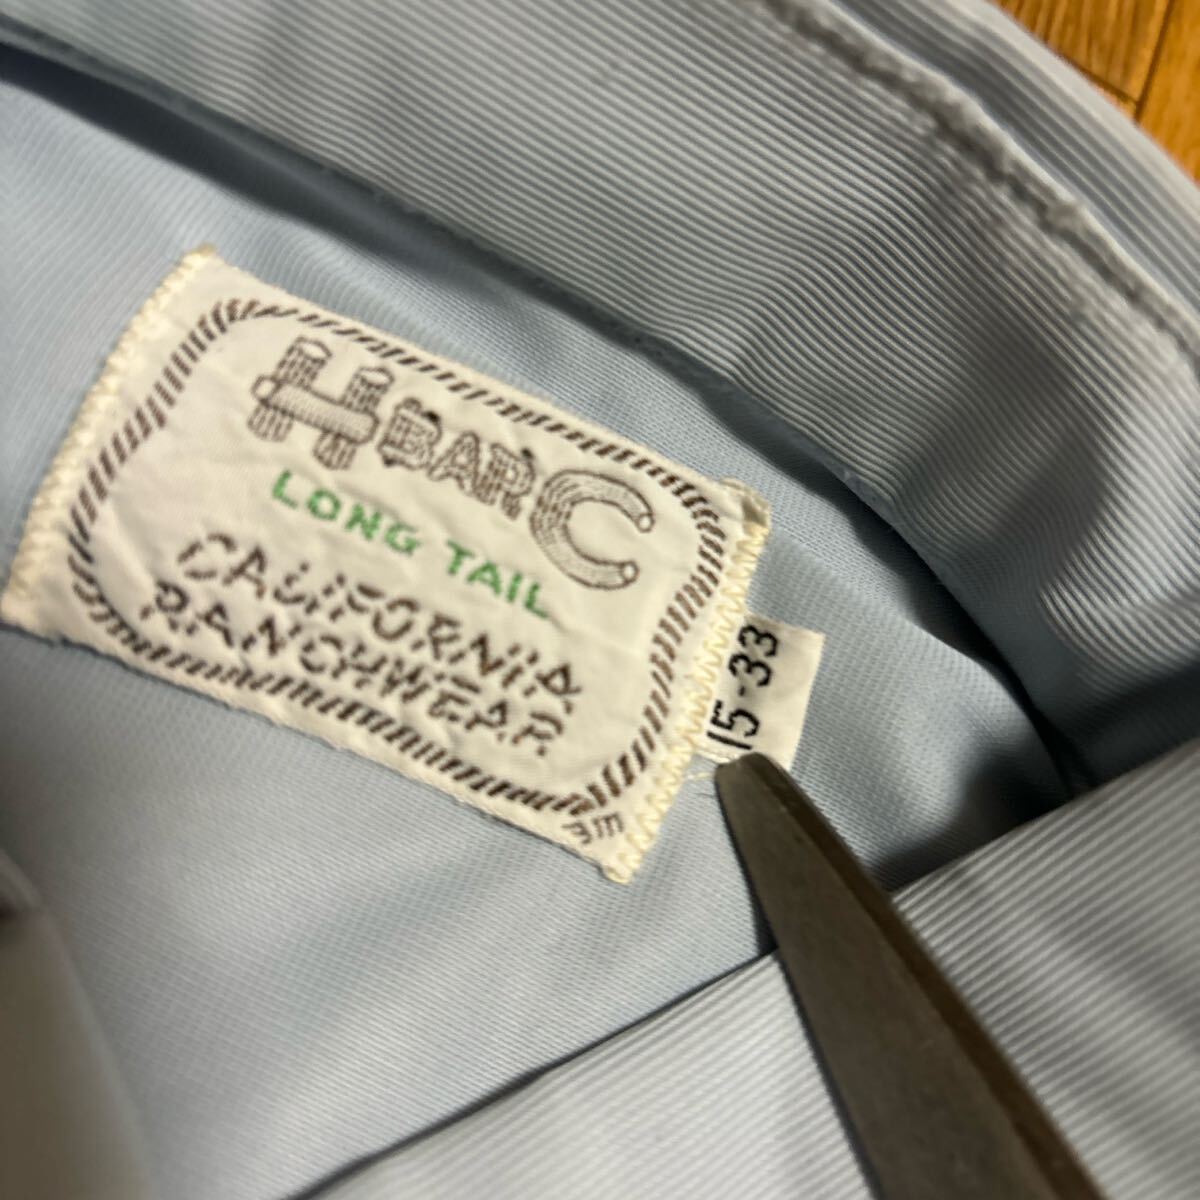 H BAR C
LONG TAIL
CALIFORNIA
RANCHWEAR
15-33